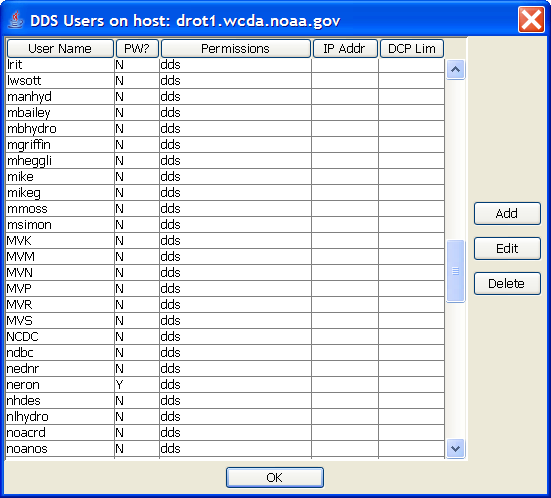 DDS Users on host: drot1.wcda.noaa.gov
User Name PW? Permissions IP Addr DCP Lim
lrit N dds
lwsott N dds
manhyd N dds
mbailey N dds
mbhydro N dds
mgriffin N dds
mheggli N dds
mike N dds
mikeg N dds
mmoss N dds
msimon N dds
MVK N dds
MVM N dds
MVN N dds
MVP N dds
MVR N dds
MVS N dds
NCDC N dds
ndbc N dds
nednr N dds
neron Y dds
nhdes N dds
nlhydro N dds
noacrd N dds
noanos N dds
Add
Edit
Delete
OK